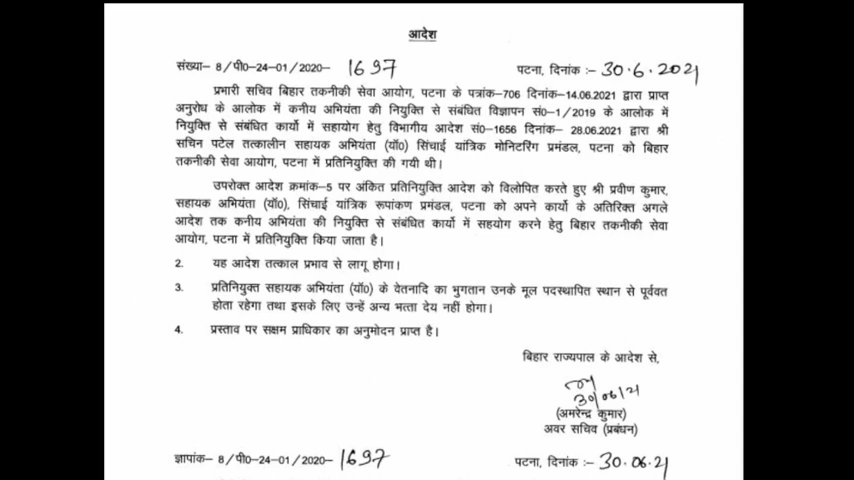 आदेश
संख्या– 8/पी0-24-01/2020- 1697 पटना, दिनांक :- 30.6.2021
प्रभारी सचिव बिहार तकनीकी सेवा आयोग, पटना के पत्रांक-706 दिनांक-14.06.2021 द्वारा प्राप्त
अनुरोध के आलोक में कनीय अभियंता की नियुक्ति से संबंधित विज्ञापन सं0-1/2019 के आलोक में
नियुक्ति से संबंधित कार्यो में सहायोग हेतु विभागीय आदेश सं0-1656 दिनांक- 28.06.2021 द्वारा श्री
सचिन पटेल तत्कालीन सहायक अभियंता (यॉ0) सिंचाई यांत्रिक मोनिटरिंग प्रमंडल, पटना को बिहार
तकनीकी सेवा आयोग, पटना में प्रतिनियुक्ति की गयी थी।
उपरोक्त आदेश क्रमांक-5 पर अंकित प्रतिनियुक्ति आदेश को विलोपित करते हुए श्री प्रवीण कुमार,
सहायक अभियंता (यॉ0), सिंचाई यांत्रिक रूपांकण प्रमंडल, पटना को अपने कार्यो के अतिरिक्त अगले
आदेश तक कनीय अभियंता की नियुक्ति से संबंधित कार्यो में सहयोग करने हेतु बिहार तकनीकी सेवा
आयोग, पटना में प्रतिनियुक्ति किया जाता है।
2. यह आदेश तत्काल प्रभाव से लागू होगा।
3. प्रतिनियुक्त सहायक अभियंता (यॉ0) के वेतनादि का भुगतान उनके मूल पदस्थापित स्थान से पूर्ववत
होता रहेगा तथा इसके लिए उन्हें अन्य भत्ता देय नहीं होगा।
4. प्रस्ताव पर सक्षम प्राधिकार का अनुमोदन प्राप्त है।
बिहार राज्यपाल के आदेश से,
30/06/21
(अमरेन्द्र कुमार)
अवर सचिव (प्रबंधन)
ज्ञापांक- 8/पी0-24-01/2020- 1697 पटना, दिनांक :- 30.06.21